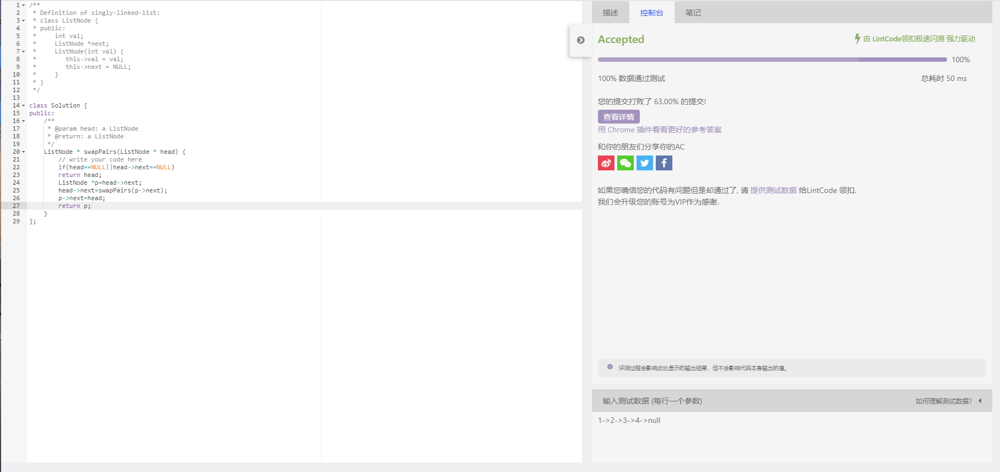 1 /**
2  * Definition of singly-linked-list:
3  * class ListNode {
4  * public:
5  *     int val;
6  *     ListNode *next;
7  *     ListNode(int val) {
8  *        this->val = val;
9  *        this->next = NULL;
10  *     }
11  * }
12  */
13
14 class Solution {
15 public:
16     /**
17      * @param head: a ListNode
18      * @return: a ListNode
19      */
20     ListNode * swapPairs(ListNode * head) {
21         // write your code here
22         if(head==NULL||head->next==NULL)
23         return head;
24         ListNode *p=head->next;
25         head->next=swapPairs(p->next);
26         p->next=head;
27         return p;
28     }
29 };
描述 控制台 笔记
Accepted
由 LintCode领扣极速闪测 强力驱动
100%
100% 数据通过测试 总耗时 50 ms
您的提交打败了 63.00% 的提交!
查看详情
用 Chrome 插件看看更好的参考答案
和你的朋友们分享你的AC
如果您确信您的代码有问题但是却通过了, 请 提供测试数据 给LintCode 领扣.
我们会升级您的账号为VIP作为感谢.
评测过程会影响此处显示的输出结果，但不会影响代码本身输出的值。
输入测试数据 (每行一个参数) 如何理解测试数据?
1->2->3->4->null